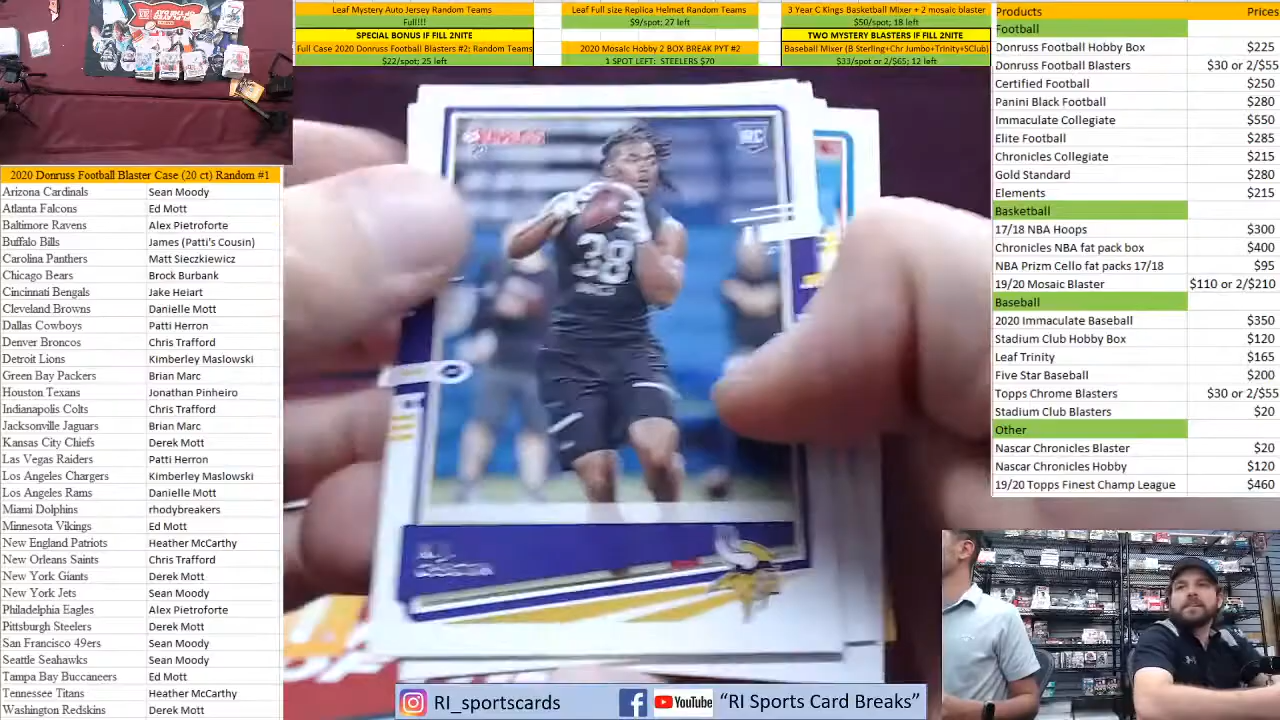 Leaf Mystery Auto Jersey Random Teams
Full!!!
SPECIAL BONUS IF FILL 2NITE
Full Case 2020 Donruss Football Blasters #2; Random Teams
$22/spot; 25 left
Leaf Full size Replica Helmet Random Teams
$9/spot; 27 left
2020 Mosaic Hobby 2 BOX BREAK PYT #2
1 SPOT LEFT: STEELERS $70
3 Year C Kings Basketball Mixer + 2 mosaic blaster
$50/spot; 18 left
TWO MYSTERY BLASTERS IF FILL 2NITE
Baseball Mixer (B Sterling+Chr Jumbo+Trinity+SClub)
$33/spot or 2/$65; 12 left
Products Prices
Football
Donruss Football Hobby Box $225
Donruss Football Blasters $30 or 2/$55
Certified Football $250
Panini Black Football $280
Immaculate Collegiate $550
Elite Football $285
Chronicles Collegiate $215
Gold Standard $280
Elements $215
Basketball
17/18 NBA Hoops $300
Chronicles NBA fat pack box $400
NBA Prizm Cello fat packs 17/18 $95
19/20 Mosaic Blaster $110 or 2/$210
Baseball
2020 Immaculate Baseball $350
Stadium Club Hobby Box $120
Leaf Trinity $165
Five Star Baseball $200
Topps Chrome Blasters $30 or 2/$55
Stadium Club Blasters $20
Other
Nascar Chronicles Blaster $20
Nascar Chronicles Hobby $120
19/20 Topps Finest Champ League $460
2020 Donruss Football Blaster Case (20 ct) Random #1
Arizona Cardinals Sean Moody
Atlanta Falcons Ed Mott
Baltimore Ravens Alex Pietroforte
Buffalo Bills James (Patti's Cousin)
Carolina Panthers Matt Sieczkiewicz
Chicago Bears Brock Burbank
Cincinnati Bengals Jake Heiart
Cleveland Browns Danielle Mott
Dallas Cowboys Patti Herron
Denver Broncos Chris Trafford
Detroit Lions Kimberley Maslowski
Green Bay Packers Brian Marc
Houston Texans Jonathan Pinheiro
Indianapolis Colts Chris Trafford
Jacksonville Jaguars Brian Marc
Kansas City Chiefs Derek Mott
Las Vegas Raiders Patti Herron
Los Angeles Chargers Kimberley Maslowski
Los Angeles Rams Danielle Mott
Miami Dolphins rhodybreakers
Minnesota Vikings Ed Mott
New England Patriots Heather McCarthy
New Orleans Saints Chris Trafford
New York Giants Derek Mott
New York Jets Sean Moody
Philadelphia Eagles Alex Pietroforte
Pittsburgh Steelers Derek Mott
San Francisco 49ers Sean Moody
Seattle Seahawks Sean Moody
Tampa Bay Buccaneers Ed Mott
Tennessee Titans Heather McCarthy
Washington Redskins Derek Mott
RC
38
RI_sportscards
YouTube "RI Sports Card Breaks"